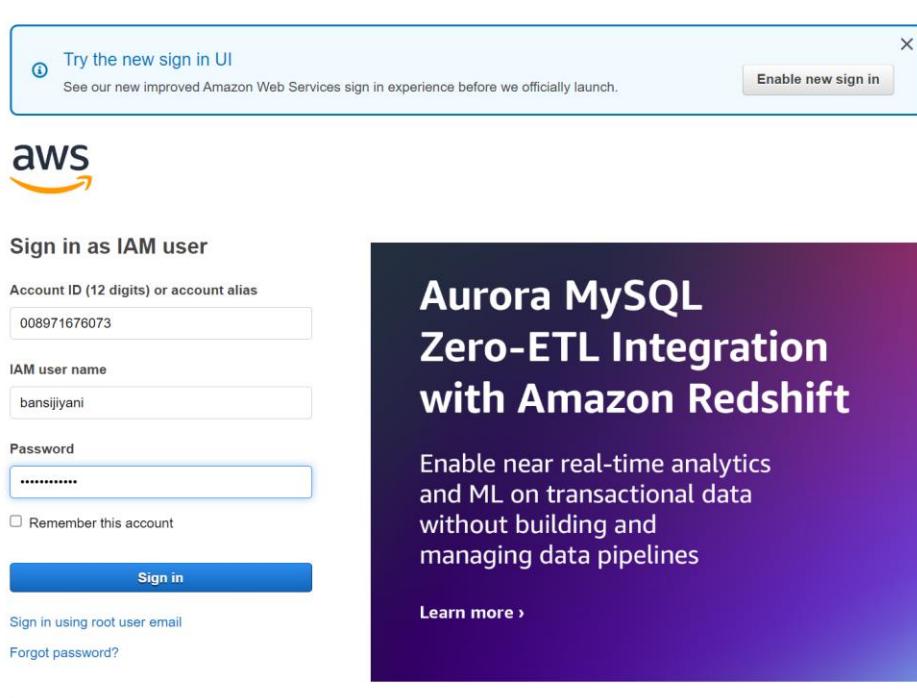 Try the new sign in UI
See our new improved Amazon Web Services sign in experience before we officially launch.
Enable new sign in
aws
Sign in as IAM user
Account ID (12 digits) or account alias
008971676073
IAM user name
bansijiyani
Password
••••••••••••
Remember this account
Sign in
Sign in using root user email
Forgot password?
Aurora MySQL
Zero-ETL Integration
with Amazon Redshift
Enable near real-time analytics
and ML on transactional data
without building and
managing data pipelines
Learn more ›